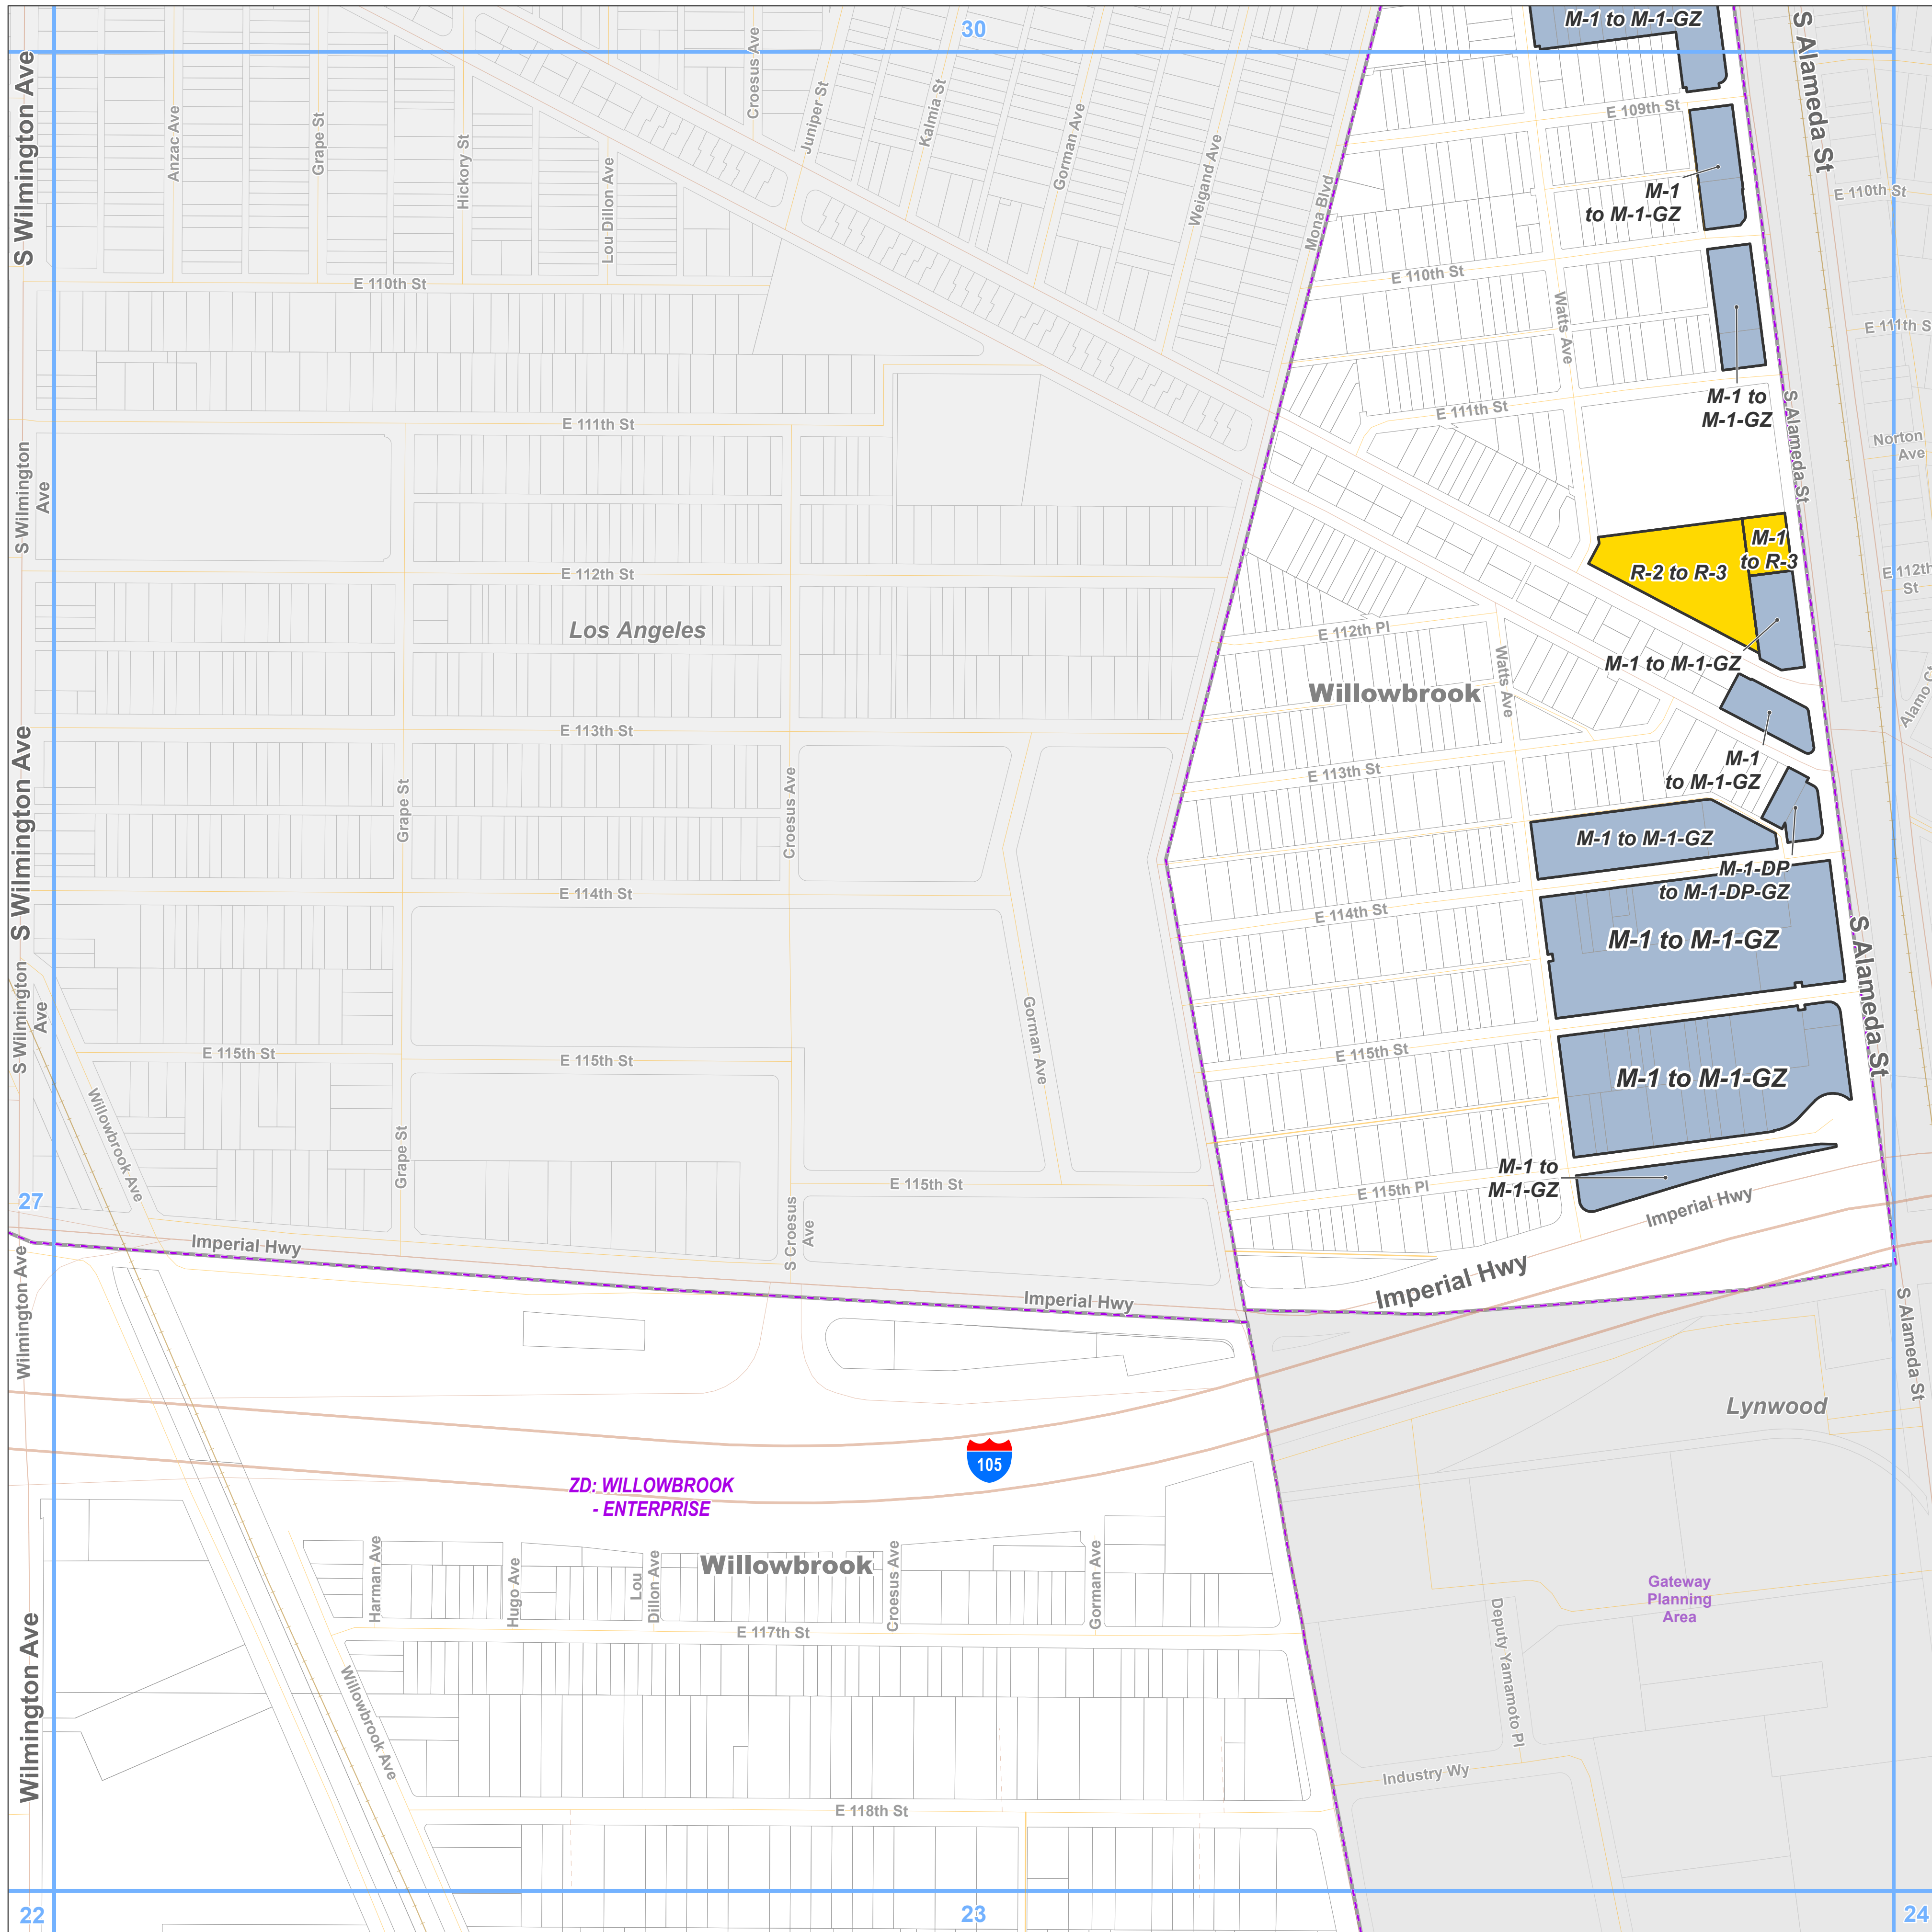 30
M-1 to M-1-GZ
S Alameda St
S Wilmington Ave
Anzac Ave
Grape St
Hickory St
Lou Dillon Ave
Croesus Ave
Juniper St
Kalmia St
Gorman Ave
Weigand Ave
Mona Blvd
E 109th St
M-1
to M-1-GZ
E 110th St
E 110th St
E 110th St
Watts Ave
E 111th S
M-1 to
M-1-GZ
S Alameda St
E 111th St
E 111th St
Norton
Ave
S Wilmington
Ave
M-1
to R-3
R-2 to R-3
E 112th St
E 112th
St
Los Angeles
E 112th Pl
Watts Ave
M-1 to M-1-GZ
Willowbrook
Alamo Ct
S Wilmington Ave
E 113th St
E 113th St
Grape St
Croesus Ave
M-1
to M-1-GZ
M-1 to M-1-GZ
M-1-DP
to M-1-DP-GZ
E 114th St
E 114th St
M-1 to M-1-GZ
S Alameda St
S Wilmington
Ave
Gorman Ave
E 115th St
E 115th St
E 115th St
M-1 to M-1-GZ
Willowbrook Ave
Grape St
M-1 to
M-1-GZ
E 115th St
E 115th Pl
27
S Croesus
Ave
Imperial Hwy
Imperial Hwy
Imperial Hwy
Imperial Hwy
Wilmington Ave
S Alameda St
Lynwood
105
ZD: WILLOWBROOK
- ENTERPRISE
Willowbrook
Harman Ave
Hugo Ave
Lou
Dillon Ave
Croesus Ave
Gorman Ave
Gateway
Planning
Area
E 117th St
Wilmington Ave
Willowbrook Ave
Deputy Yamamoto Pl
Industry Wy
E 118th St
22
23
24